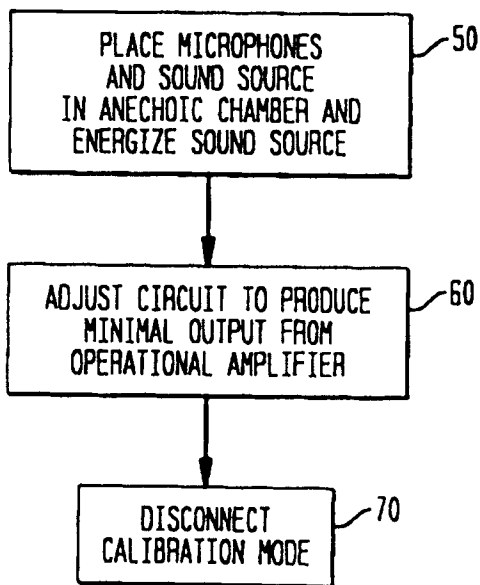 PLACE MICROPHONES
AND SOUND SOURCE
IN ANECHOIC CHAMBER AND
ENERGIZE SOUND SOURCE
50
ADJUST CIRCUIT TO PRODUCE
MINIMAL OUTPUT FROM
OPERATIONAL AMPLIFIER
60
DISCONNECT
CALIBRATION MODE
70